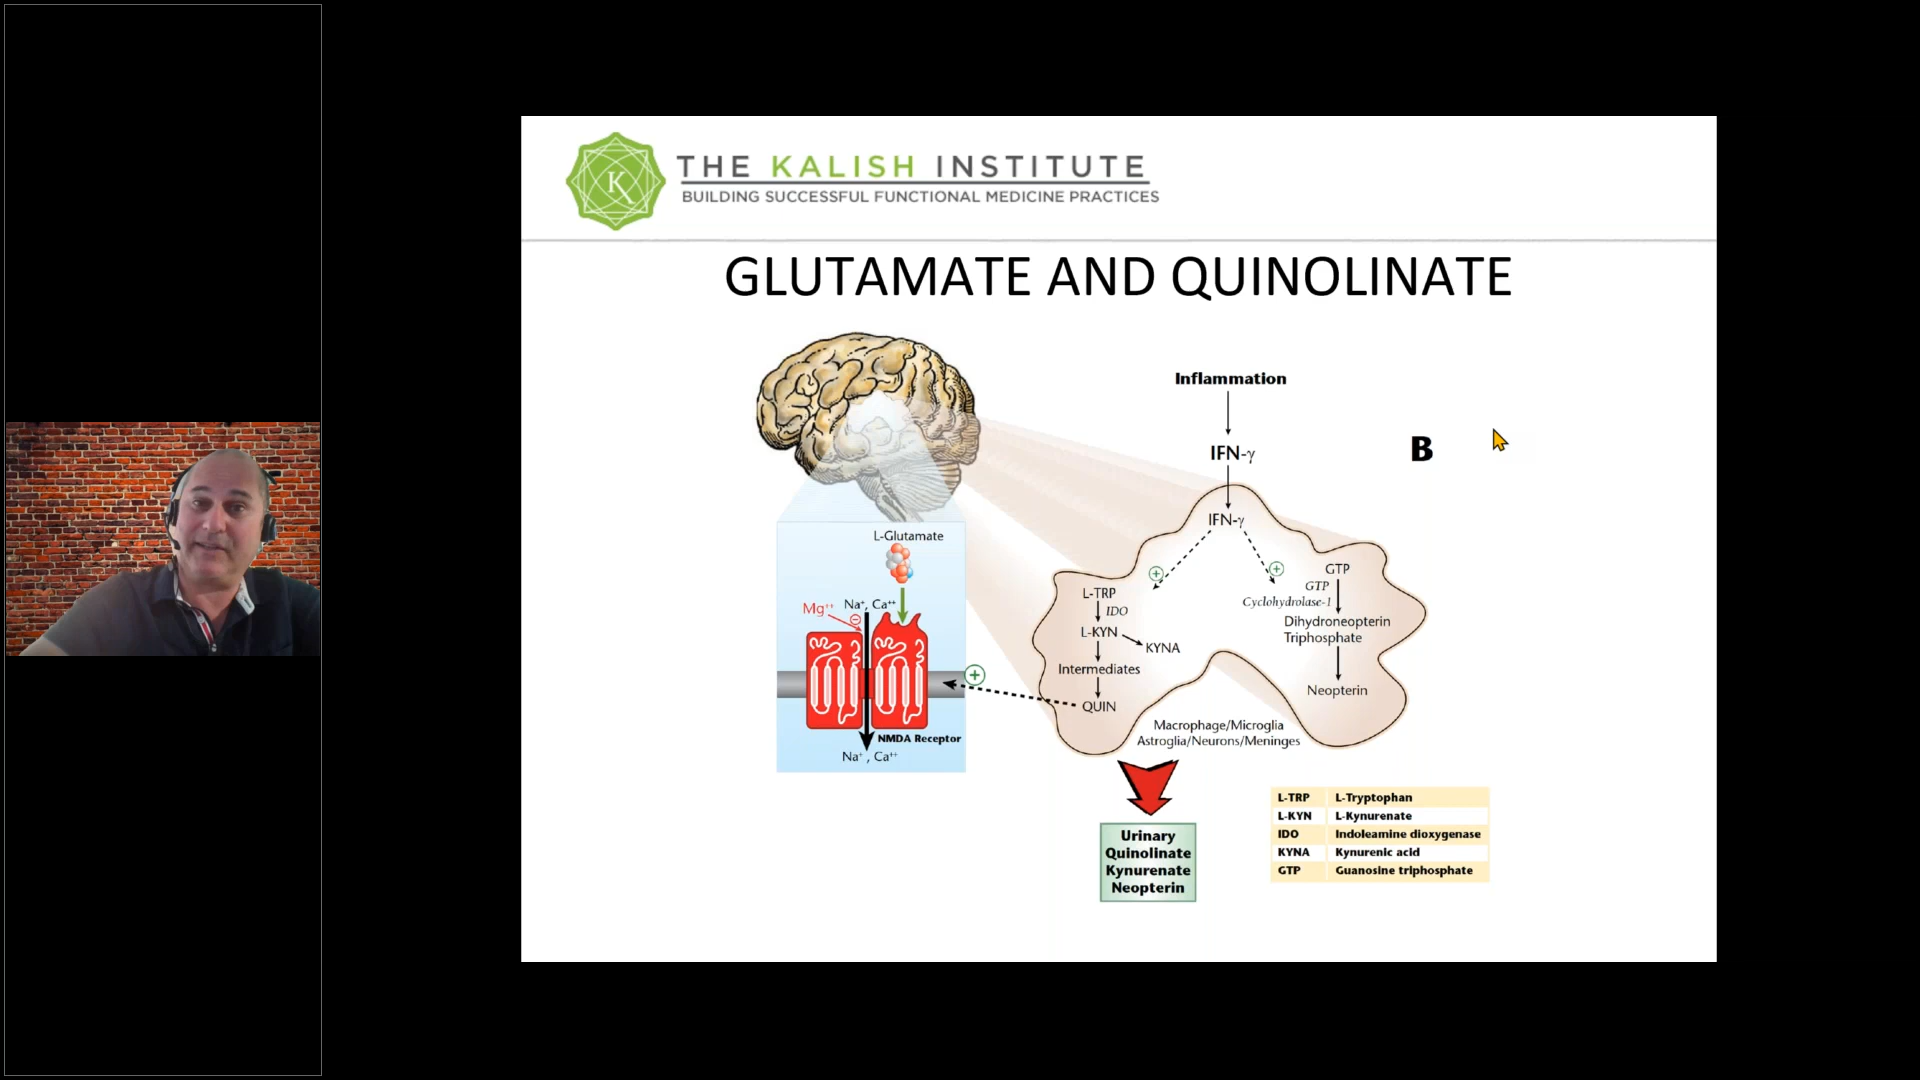 THE KALISH INSTITUTE
BUILDING SUCCESSFUL FUNCTIONAL MEDICINE PRACTICES
K
GLUTAMATE AND QUINOLINATE
Inflammation
IFN-γ
B
IFN-γ
L-Glutamate
Mg⁺⁺
Na⁺, Ca⁺⁺
NMDA Receptor
Na⁺, Ca⁺⁺
L-TRP
IDO
L-KYN
KYNA
Intermediates
QUIN
GTP
GTP
Cyclohydrolase-1
Dihydroneopterin
Triphosphate
Neopterin
Macrophage/Microglia
Astroglia/Neurons/Meninges
Urinary
Quinolinate
Kynurenate
Neopterin
L-TRP L-Tryptophan
L-KYN L-Kynurenate
IDO Indoleamine dioxygenase
KYNA Kynurenic acid
GTP Guanosine triphosphate